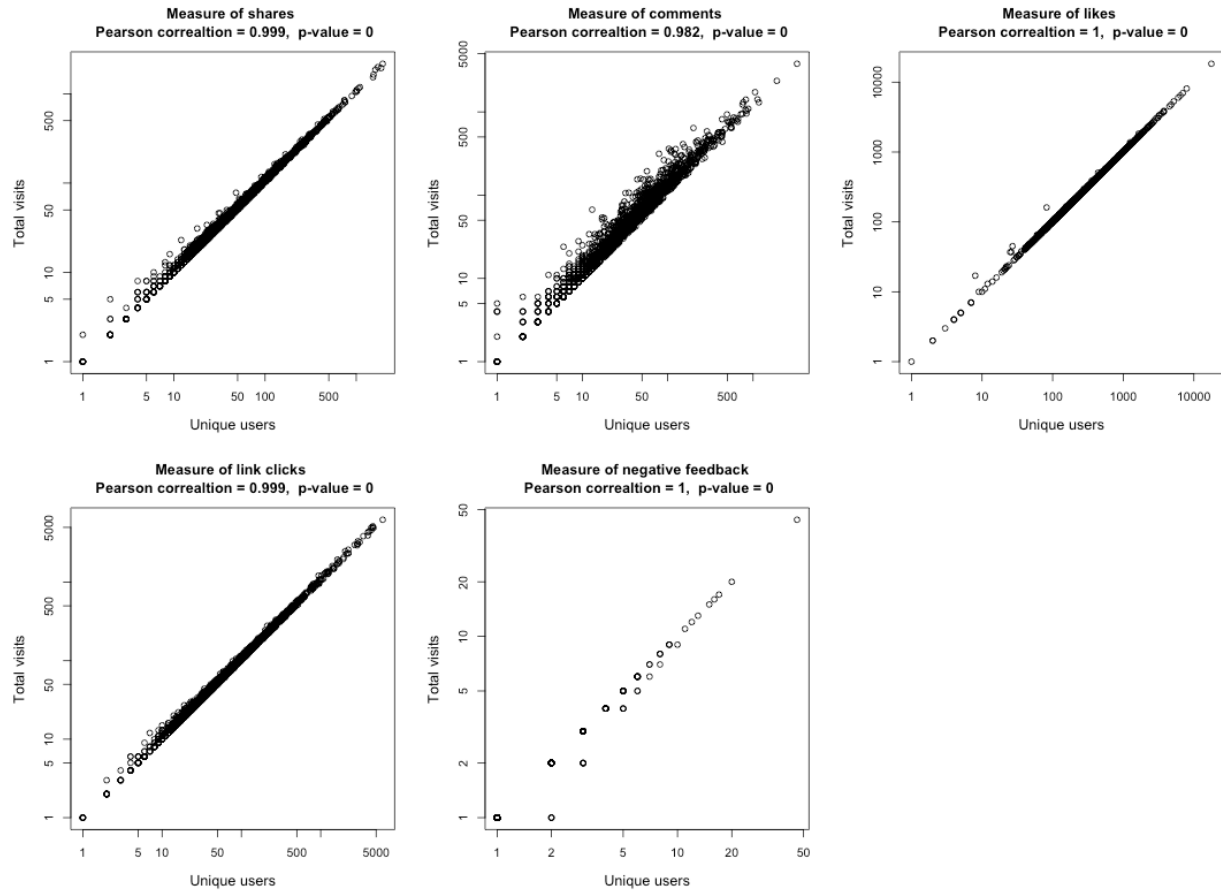 Measure of shares
Pearson correaltion = 0.999,  p-value = 0
Total visits
500
50
10
5
1
1
5
10
50
100
500
Unique users
Measure of comments
Pearson correaltion = 0.982,  p-value = 0
Total visits
5000
500
50
10
5
1
1
5
10
50
500
Unique users
Measure of likes
Pearson correaltion = 1,  p-value = 0
Total visits
10000
1000
100
10
1
1
10
100
1000
10000
Unique users
Measure of link clicks
Pearson correaltion = 0.999,  p-value = 0
Total visits
5000
500
50
10
5
1
1
5
10
50
500
5000
Unique users
Measure of negative feedback
Pearson correaltion = 1,  p-value = 0
Total visits
50
20
10
5
2
1
1
2
5
10
20
50
Unique users